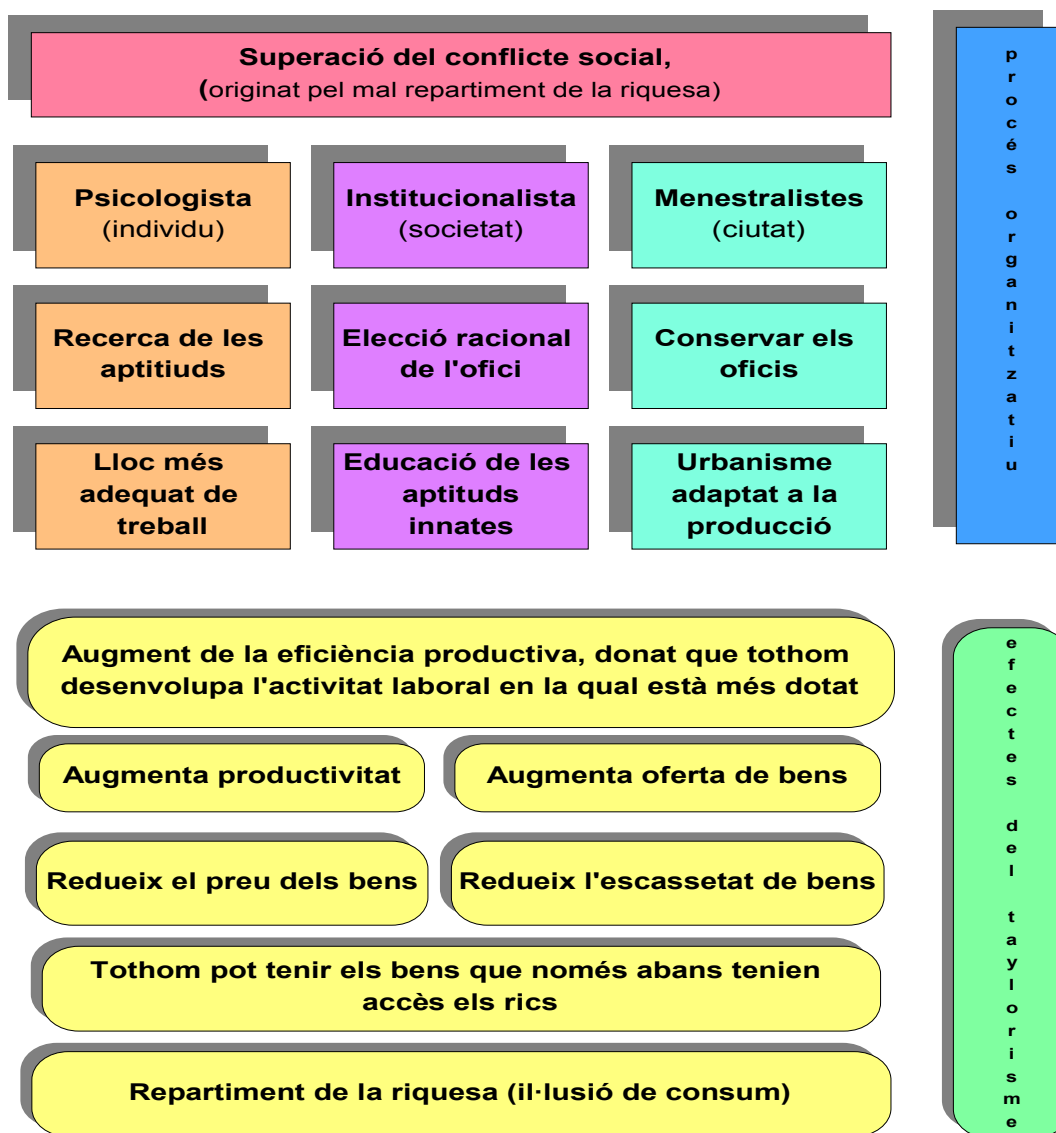 Superació del conflicte social,
(originat pel mal repartiment de la riquesa)
Psicologista
(individu)
Institucionalista
(societat)
Menestralistes
(ciutat)
Recerca de les
aptitiuds
Elecció racional
de l'ofici
Conservar els
oficis
Lloc més
adequat de
treball
Educació de les
aptituds
innates
Urbanisme
adaptat a la
producció
procés organitzatiu
Augment de la eficiència productiva, donat que tothom
desenvolupa l'activitat laboral en la qual està més dotat
Augmenta productivitat
Augmenta oferta de bens
Redueix el preu dels bens
Redueix l'escassetat de bens
Tothom pot tenir els bens que només abans tenien
accès els rics
Repartiment de la riquesa (il·lusió de consum)
efectes del taylorisme